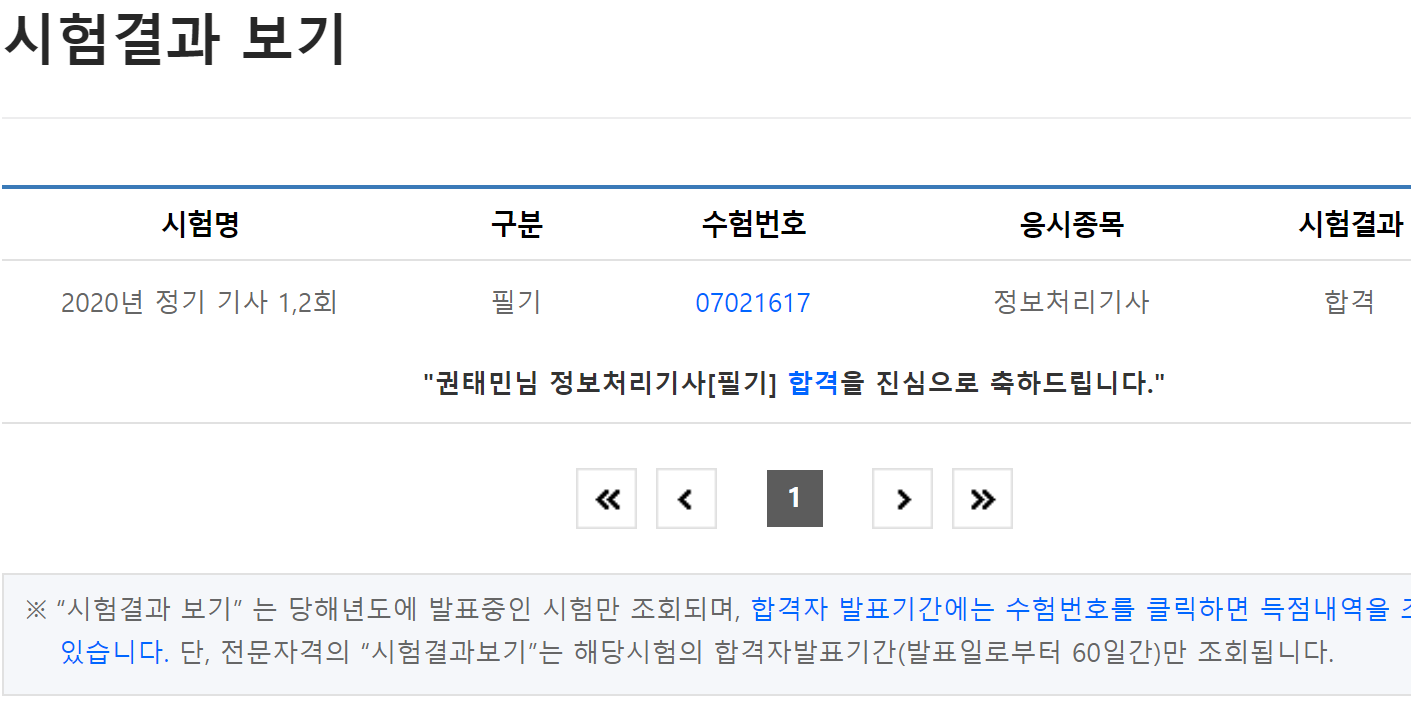 시험결과 보기
시험명 구분 수험번호 응시종목 시험결과
2020년 정기 기사 1,2회 필기 07021617 정보처리기사 합격
"권태민님 정보처리기사[필기] 합격을 진심으로 축하드립니다."
1
※ “시험결과 보기” 는 당해년도에 발표중인 시험만 조회되며, 합격자 발표기간에는 수험번호를 클릭하면 득점내역을
있습니다. 단, 전문자격의 “시험결과보기”는 해당시험의 합격자발표기간(발표일로부터 60일간)만 조회됩니다.